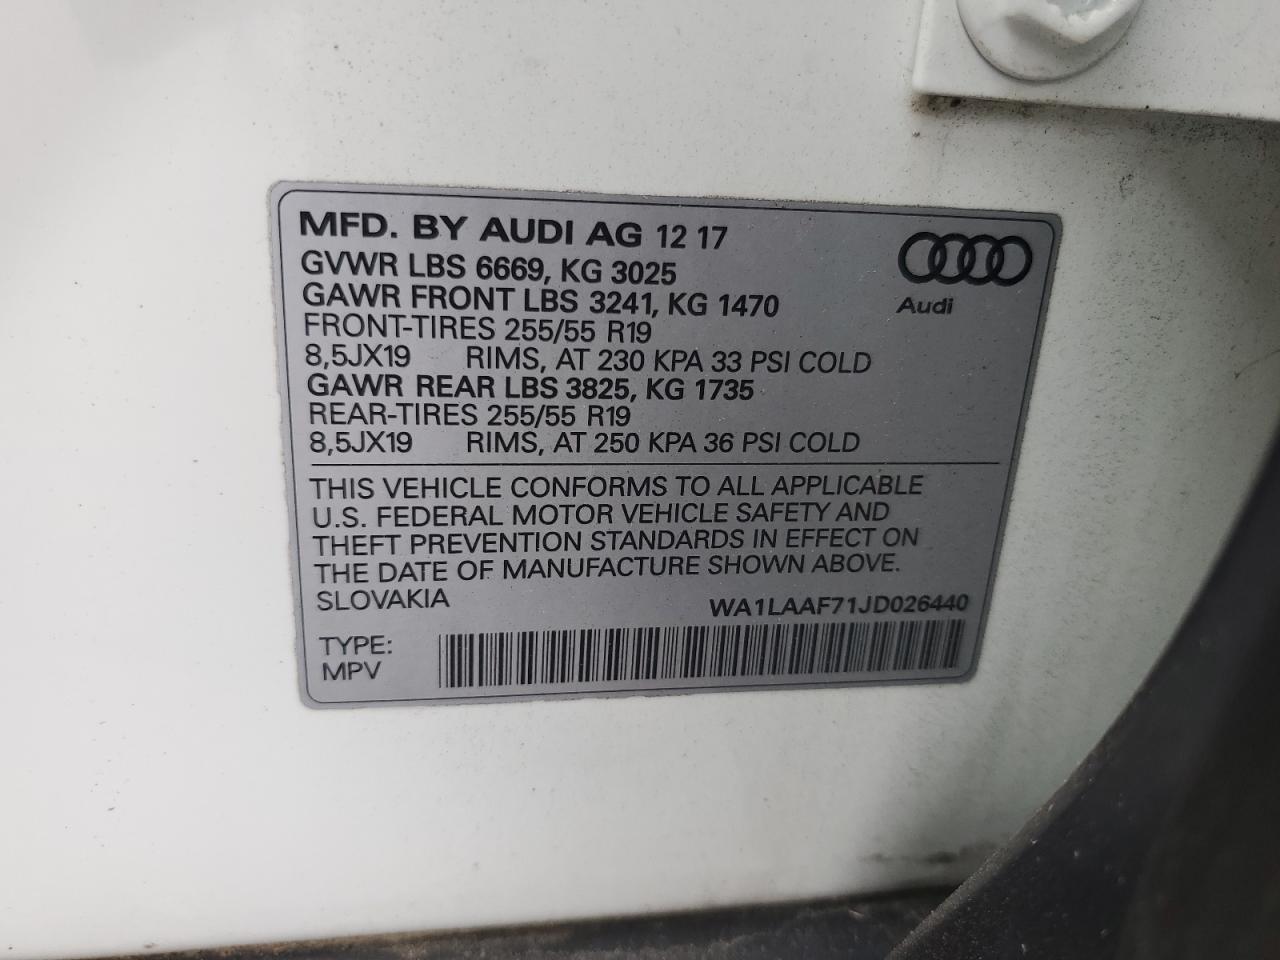 MFD. BY AUDI AG 12 17
GVWR LBS 6669, KG 3025
GAWR FRONT LBS 3241, KG 1470
FRONT-TIRES 255/55 R19
8,5JX19 RIMS, AT 230 KPA 33 PSI COLD
GAWR REAR LBS 3825, KG 1735
REAR-TIRES 255/55 R19
8,5JX19 RIMS, AT 250 KPA 36 PSI COLD
Audi
THIS VEHICLE CONFORMS TO ALL APPLICABLE
U.S. FEDERAL MOTOR VEHICLE SAFETY AND
THEFT PREVENTION STANDARDS IN EFFECT ON
THE DATE OF MANUFACTURE SHOWN ABOVE.
SLOVAKIA WA1LAAF71JD026440
TYPE:
MPV